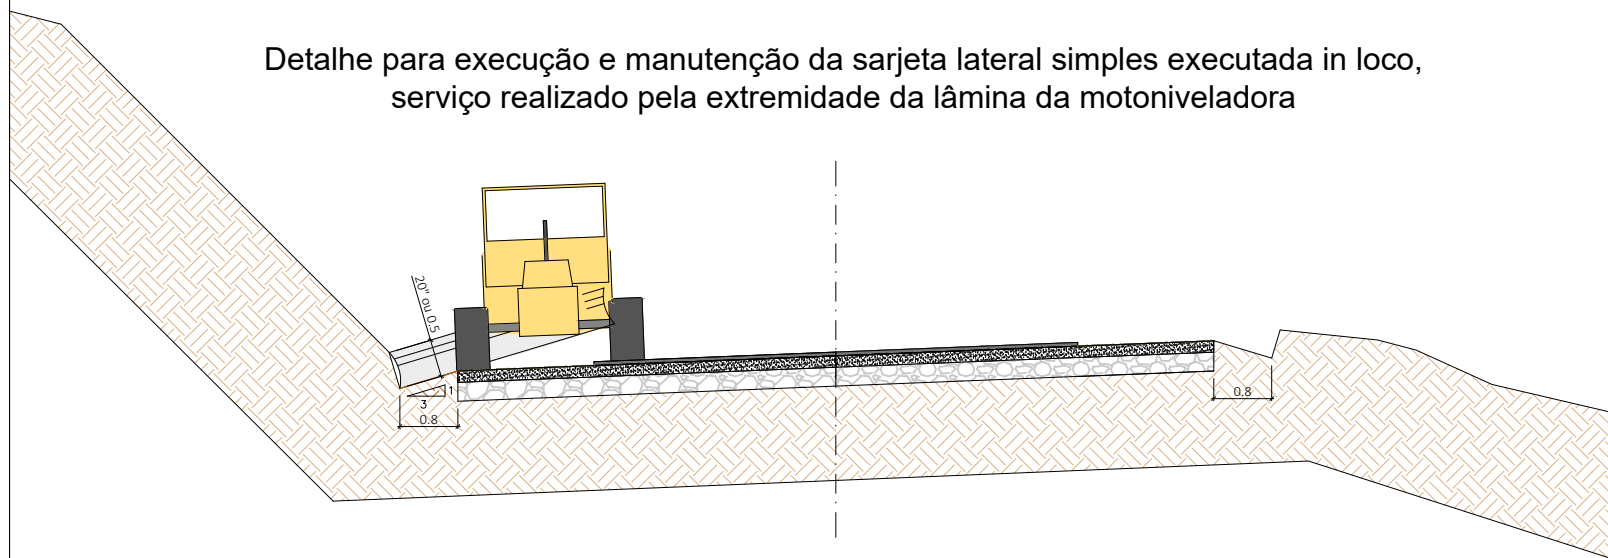 Detalhe para execução e manutenção da sarjeta lateral simples executada in loco,
serviço realizado pela extremidade da lâmina da motoniveladora
20" ou 0.5
1
3
0.8
0.8